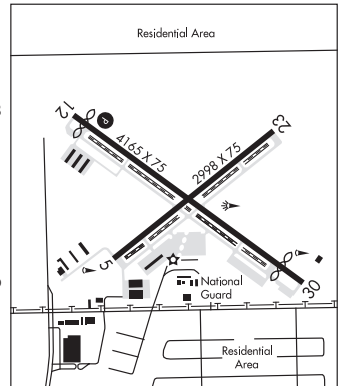 Residential Area
12
P
4165 X 75
23
2998 X 75
5
30
National
Guard
Residential
Area